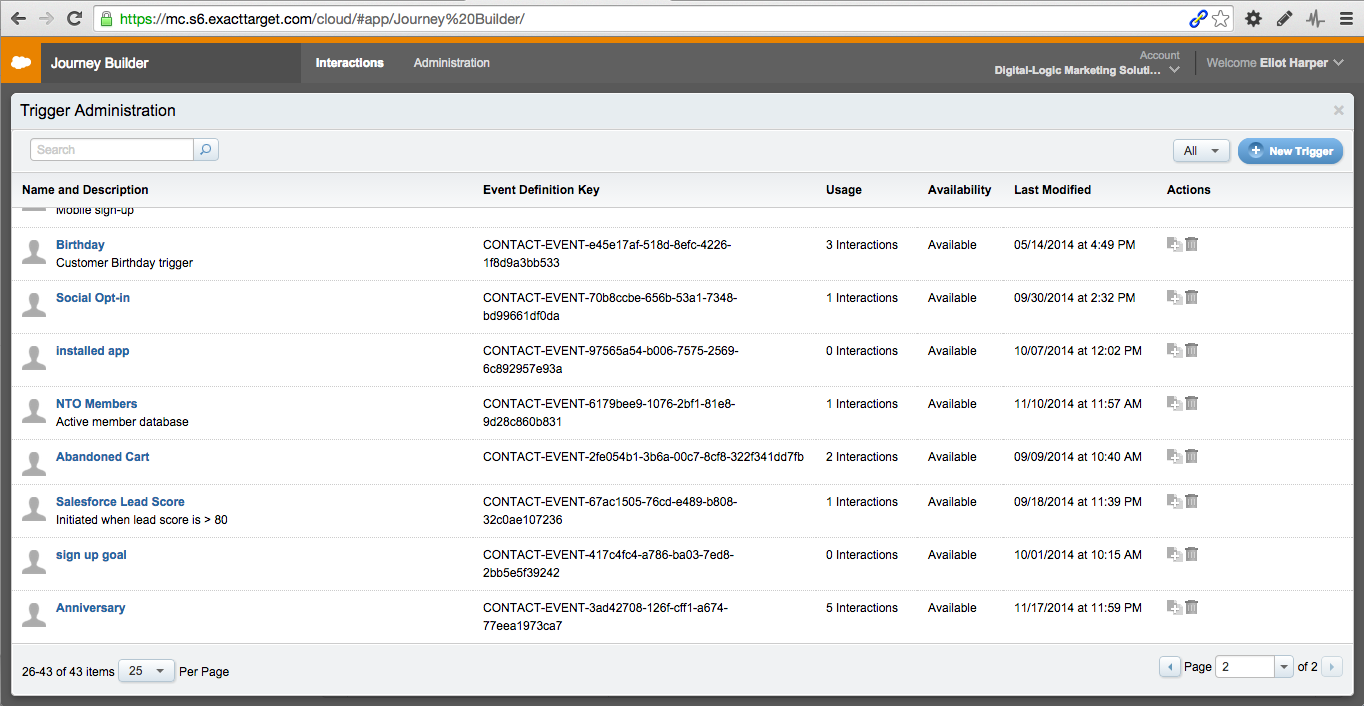 https://mc.s6.exacttarget.com/cloud/#app/Journey%20Builder/
Journey Builder
Interactions
Administration
Account
Digital-Logic Marketing Soluti...
Welcome Eliot Harper
Trigger Administration
Search
All
New Trigger
Name and Description Event Definition Key Usage Availability Last Modified Actions
Mobile sign-up
Birthday CONTACT-EVENT-e45e17af-518d-8efc-4226- 3 Interactions Available 05/14/2014 at 4:49 PM
Customer Birthday trigger 1f8d9a3bb533
Social Opt-in CONTACT-EVENT-70b8ccbe-656b-53a1-7348- 1 Interactions Available 09/30/2014 at 2:32 PM
bd99661df0da
installed app CONTACT-EVENT-97565a54-b006-7575-2569- 0 Interactions Available 10/07/2014 at 12:02 PM
6c892957e93a
NTO Members CONTACT-EVENT-6179bee9-1076-2bf1-81e8- 1 Interactions Available 11/10/2014 at 11:57 AM
Active member database 9d28c860b831
Abandoned Cart CONTACT-EVENT-2fe054b1-3b6a-00c7-8cf8-322f341dd7fb 2 Interactions Available 09/09/2014 at 10:40 AM
Salesforce Lead Score CONTACT-EVENT-67ac1505-76cd-e489-b808- 1 Interactions Available 09/18/2014 at 11:39 PM
Initiated when lead score is > 80 32c0ae107236
sign up goal CONTACT-EVENT-417c4fc4-a786-ba03-7ed8- 0 Interactions Available 10/01/2014 at 10:15 AM
2bb5e5f39242
Anniversary CONTACT-EVENT-3ad42708-126f-cff1-a674- 5 Interactions Available 11/17/2014 at 11:59 PM
77eea1973ca7
26-43 of 43 items 25 Per Page Page 2 of 2